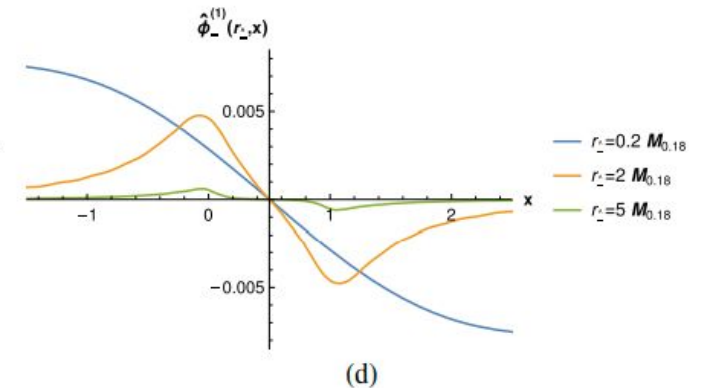 ϕ̂₋⁽¹⁾(r₋̂,x)
0.005
x
−1
0
1
2
−0.005
r₋̂=0.2 M₀.₁₈
r₋̂=2 M₀.₁₈
r₋̂=5 M₀.₁₈
(d)